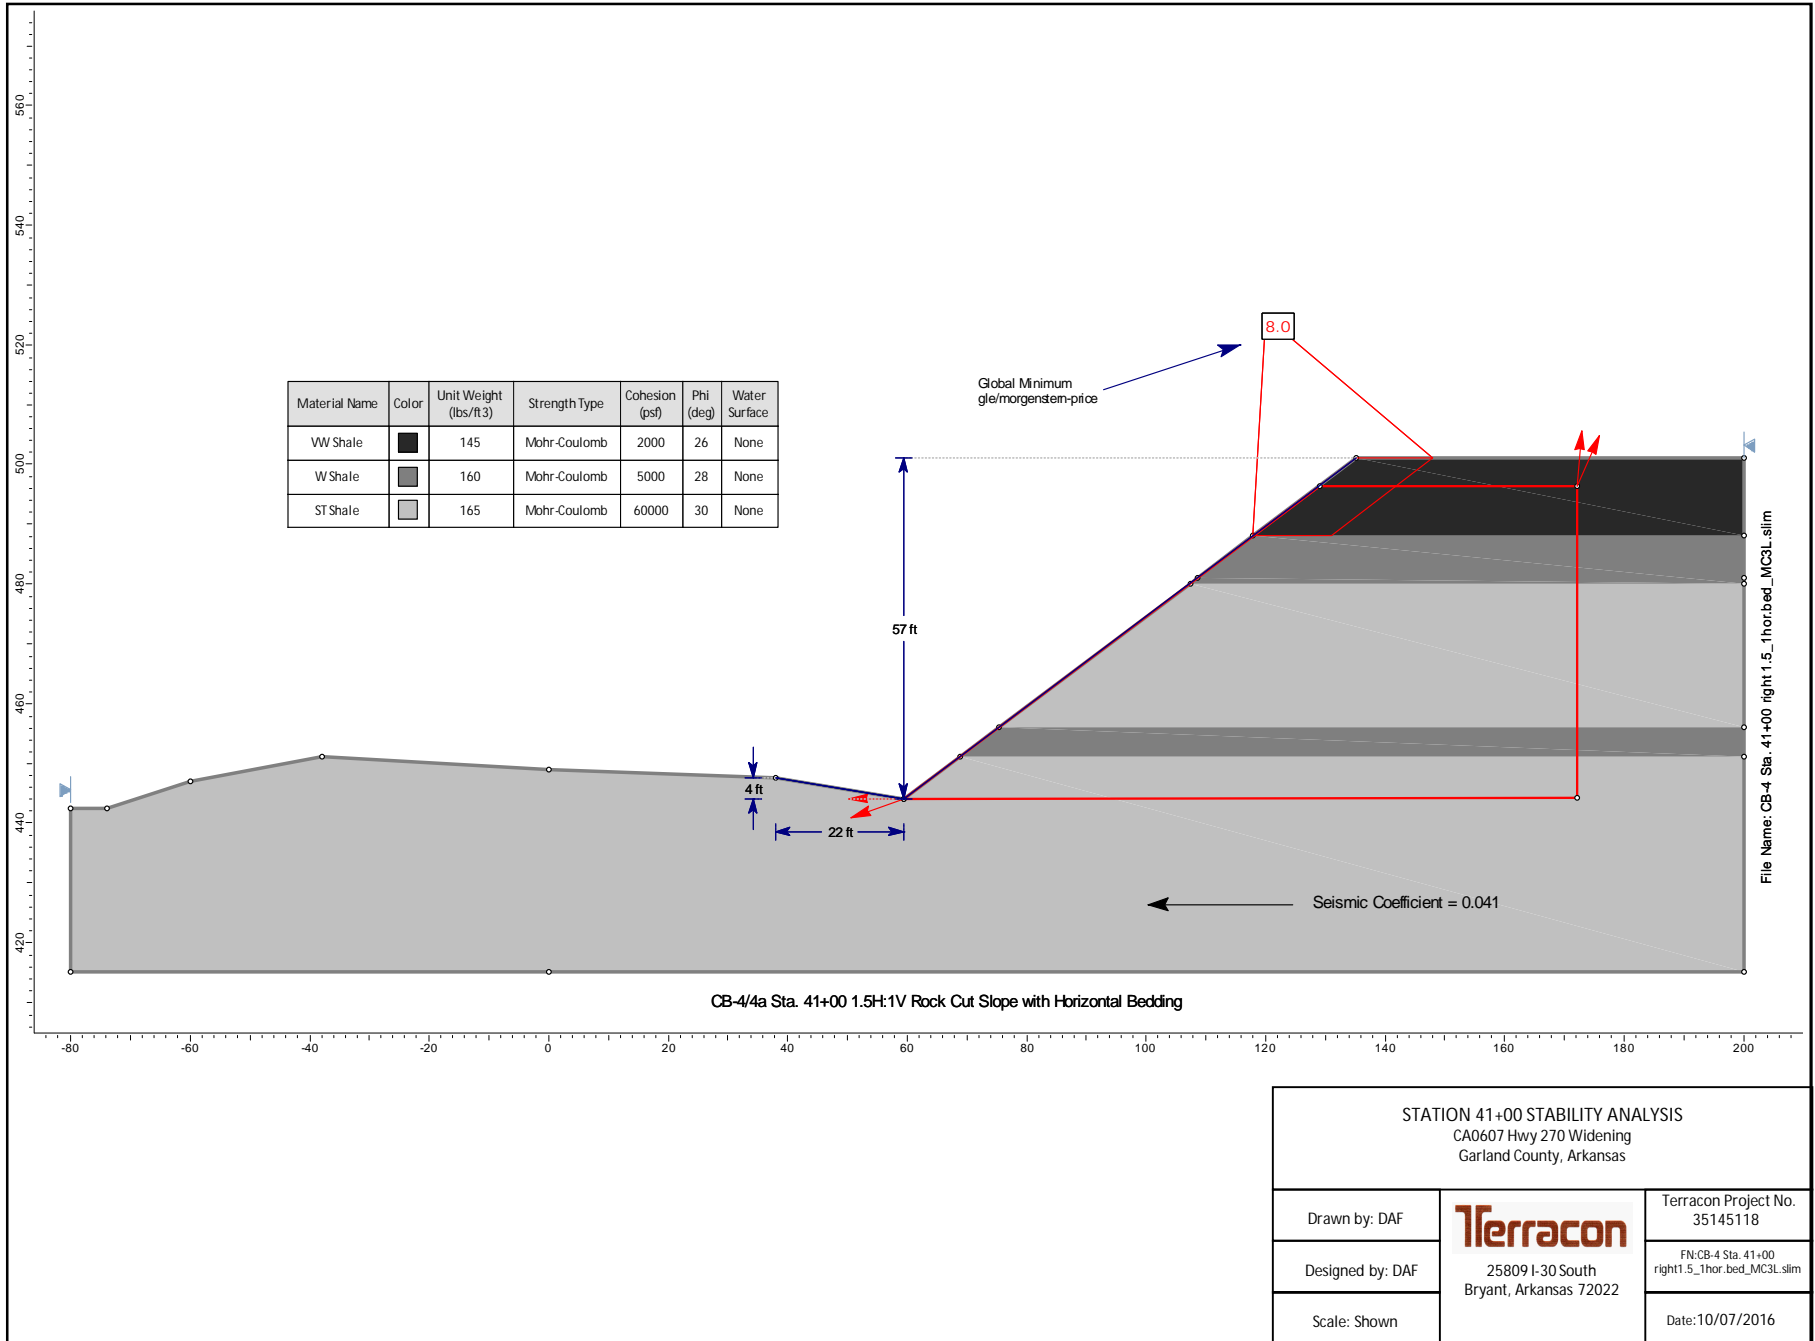 560
540
520
500
480
460
440
420
Material Name Color Unit Weight (lbs/ft3) Strength Type Cohesion (psf) Phi (deg) Water Surface
VW Shale 145 Mohr-Coulomb 2000 26 None
W Shale 160 Mohr-Coulomb 5000 28 None
ST Shale 165 Mohr-Coulomb 60000 30 None
8.0
Global Minimum
gle/morgenstern-price
57 ft
4 ft
22 ft
Seismic Coefficient = 0.041
File Name: CB-4 Sta. 41+00 right 1.5_1hor.bed_MC3L.slim
CB-4/4a Sta. 41+00 1.5H:1V Rock Cut Slope with Horizontal Bedding
-80 -60 -40 -20 0 20 40 60 80 100 120 140 160 180 200
STATION 41+00 STABILITY ANALYSIS
CA0607 Hwy 270 Widening
Garland County, Arkansas
Drawn by: DAF
Designed by: DAF
Scale: Shown
Terracon
25809 I-30 South
Bryant, Arkansas 72022
Terracon Project No.
35145118
FN:CB-4 Sta. 41+00
right1.5_1hor.bed_MC3L.slim
Date:10/07/2016